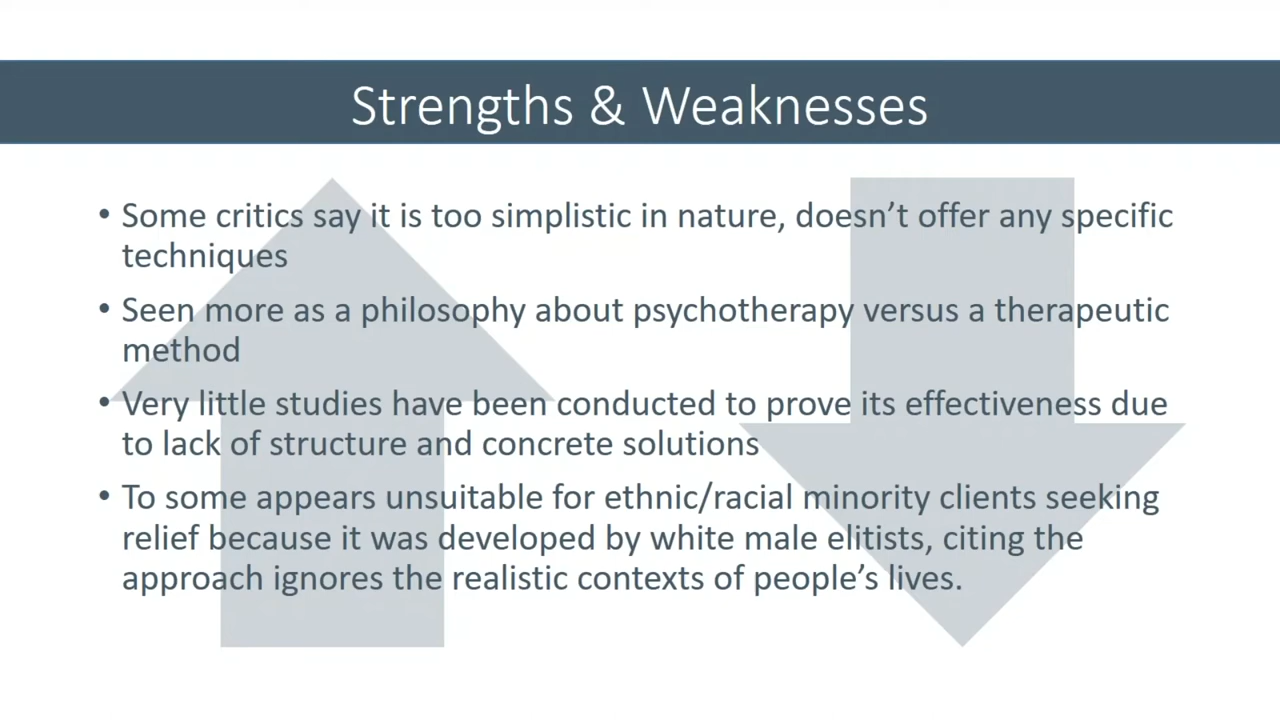 Strengths & Weaknesses
• Some critics say it is too simplistic in nature, doesn’t offer any specific
techniques
• Seen more as a philosophy about psychotherapy versus a therapeutic
method
• Very little studies have been conducted to prove its effectiveness due
to lack of structure and concrete solutions
• To some appears unsuitable for ethnic/racial minority clients seeking
relief because it was developed by white male elitists, citing the
approach ignores the realistic contexts of people’s lives.